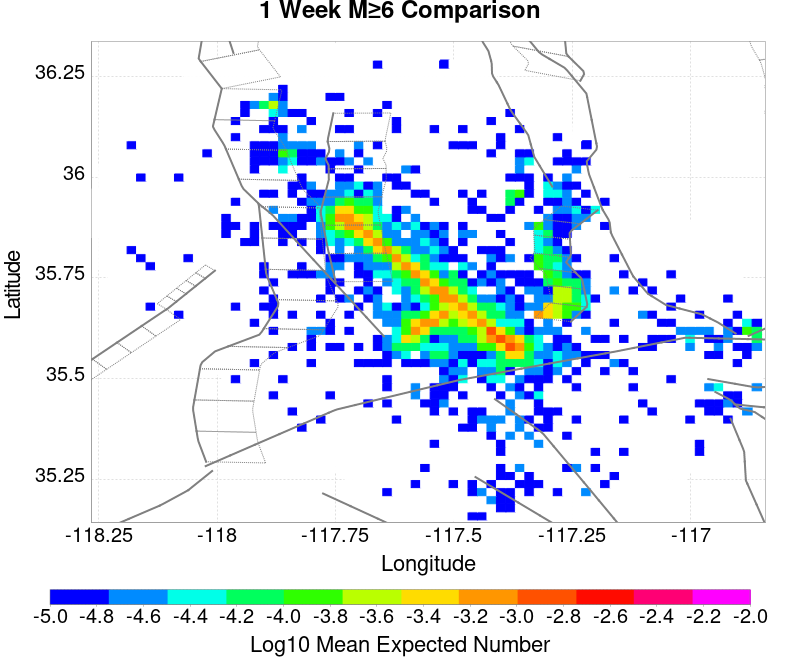 1 Week M≥6 Comparison
36.25
36
35.75
35.5
35.25
Latitude
-118.25 -118 -117.75 -117.5 -117.25 -117
Longitude
-5.0 -4.8 -4.6 -4.4 -4.2 -4.0 -3.8 -3.6 -3.4 -3.2 -3.0 -2.8 -2.6 -2.4 -2.2 -2.0
Log10 Mean Expected Number